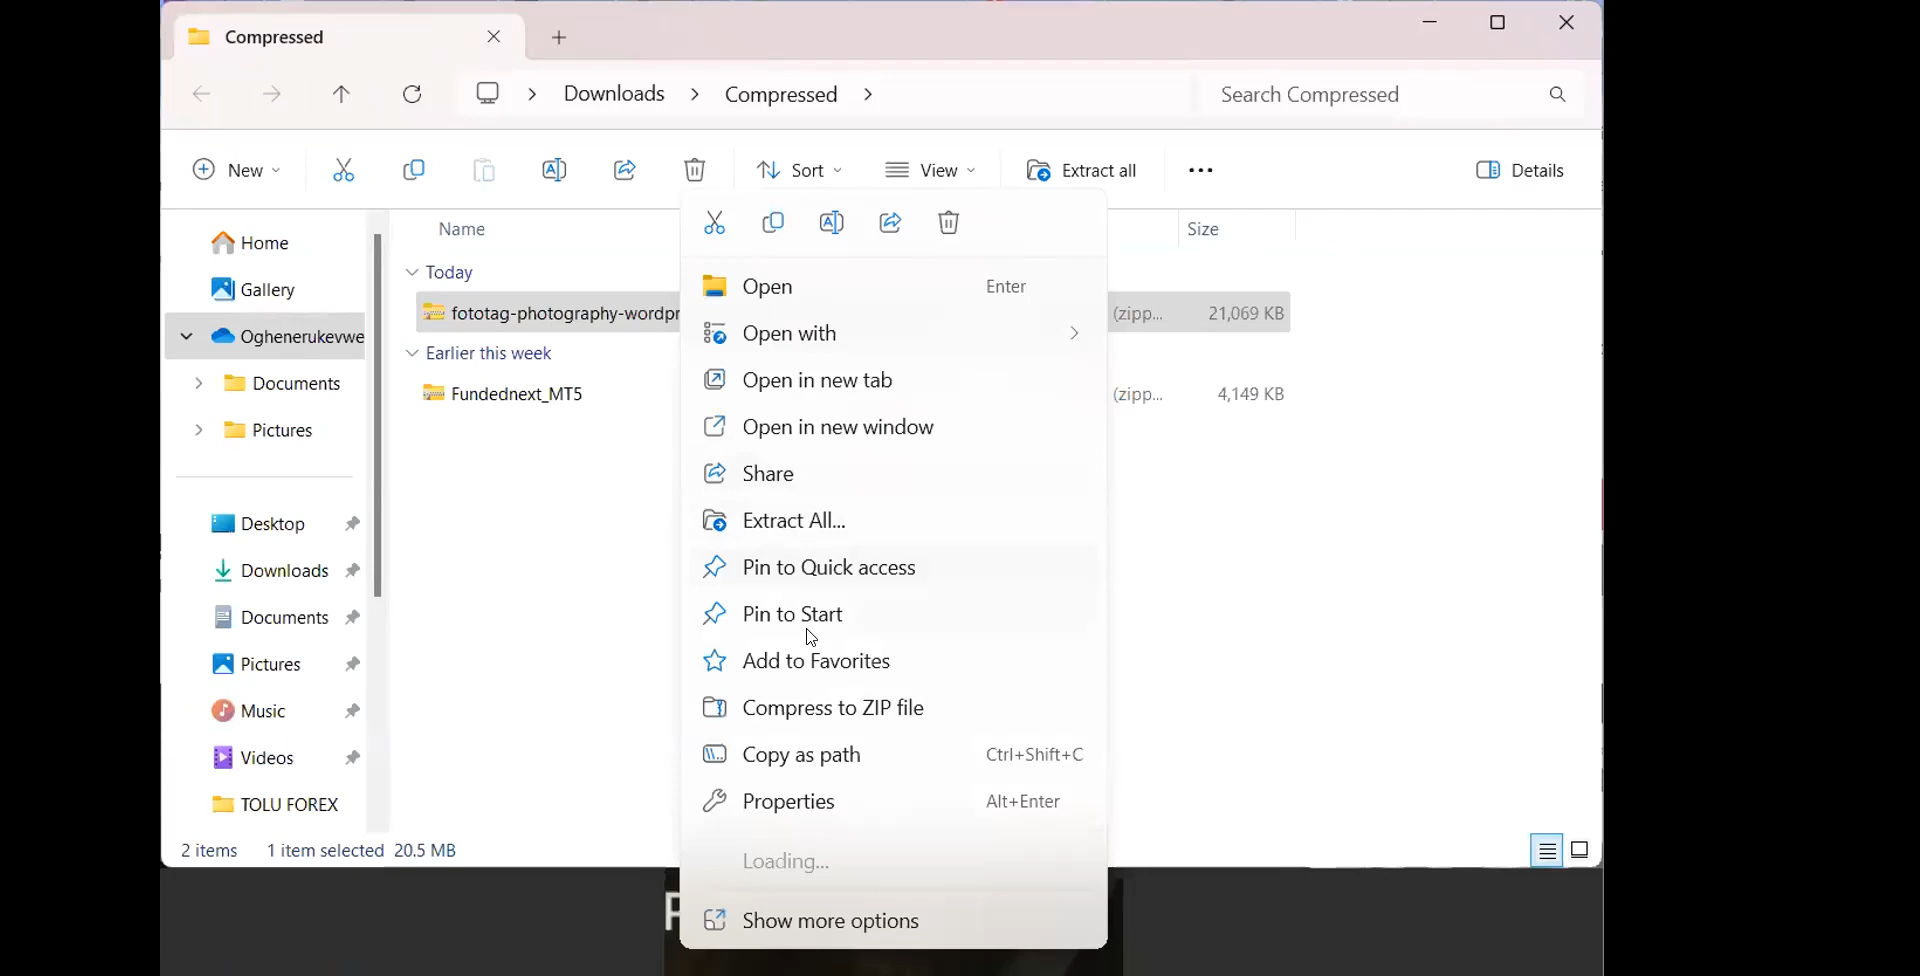 Compressed
Downloads
Compressed
Search Compressed
New
Sort
View
Extract all
Details
Home
Gallery
Oghenerukevwe
Documents
Pictures
Desktop
Downloads
Documents
Pictures
Music
Videos
TOLU FOREX
Name
Size
Today
fototag-photography-wordpr
(zipp...
21,069 KB
Earlier this week
Fundednext_MT5
(zipp...
4,149 KB
Open
Enter
Open with
Open in new tab
Open in new window
Share
Extract All...
Pin to Quick access
Pin to Start
Add to Favorites
Compress to ZIP file
Copy as path
Ctrl+Shift+C
Properties
Alt+Enter
Loading...
Show more options
2 items
1 item selected 20.5 MB